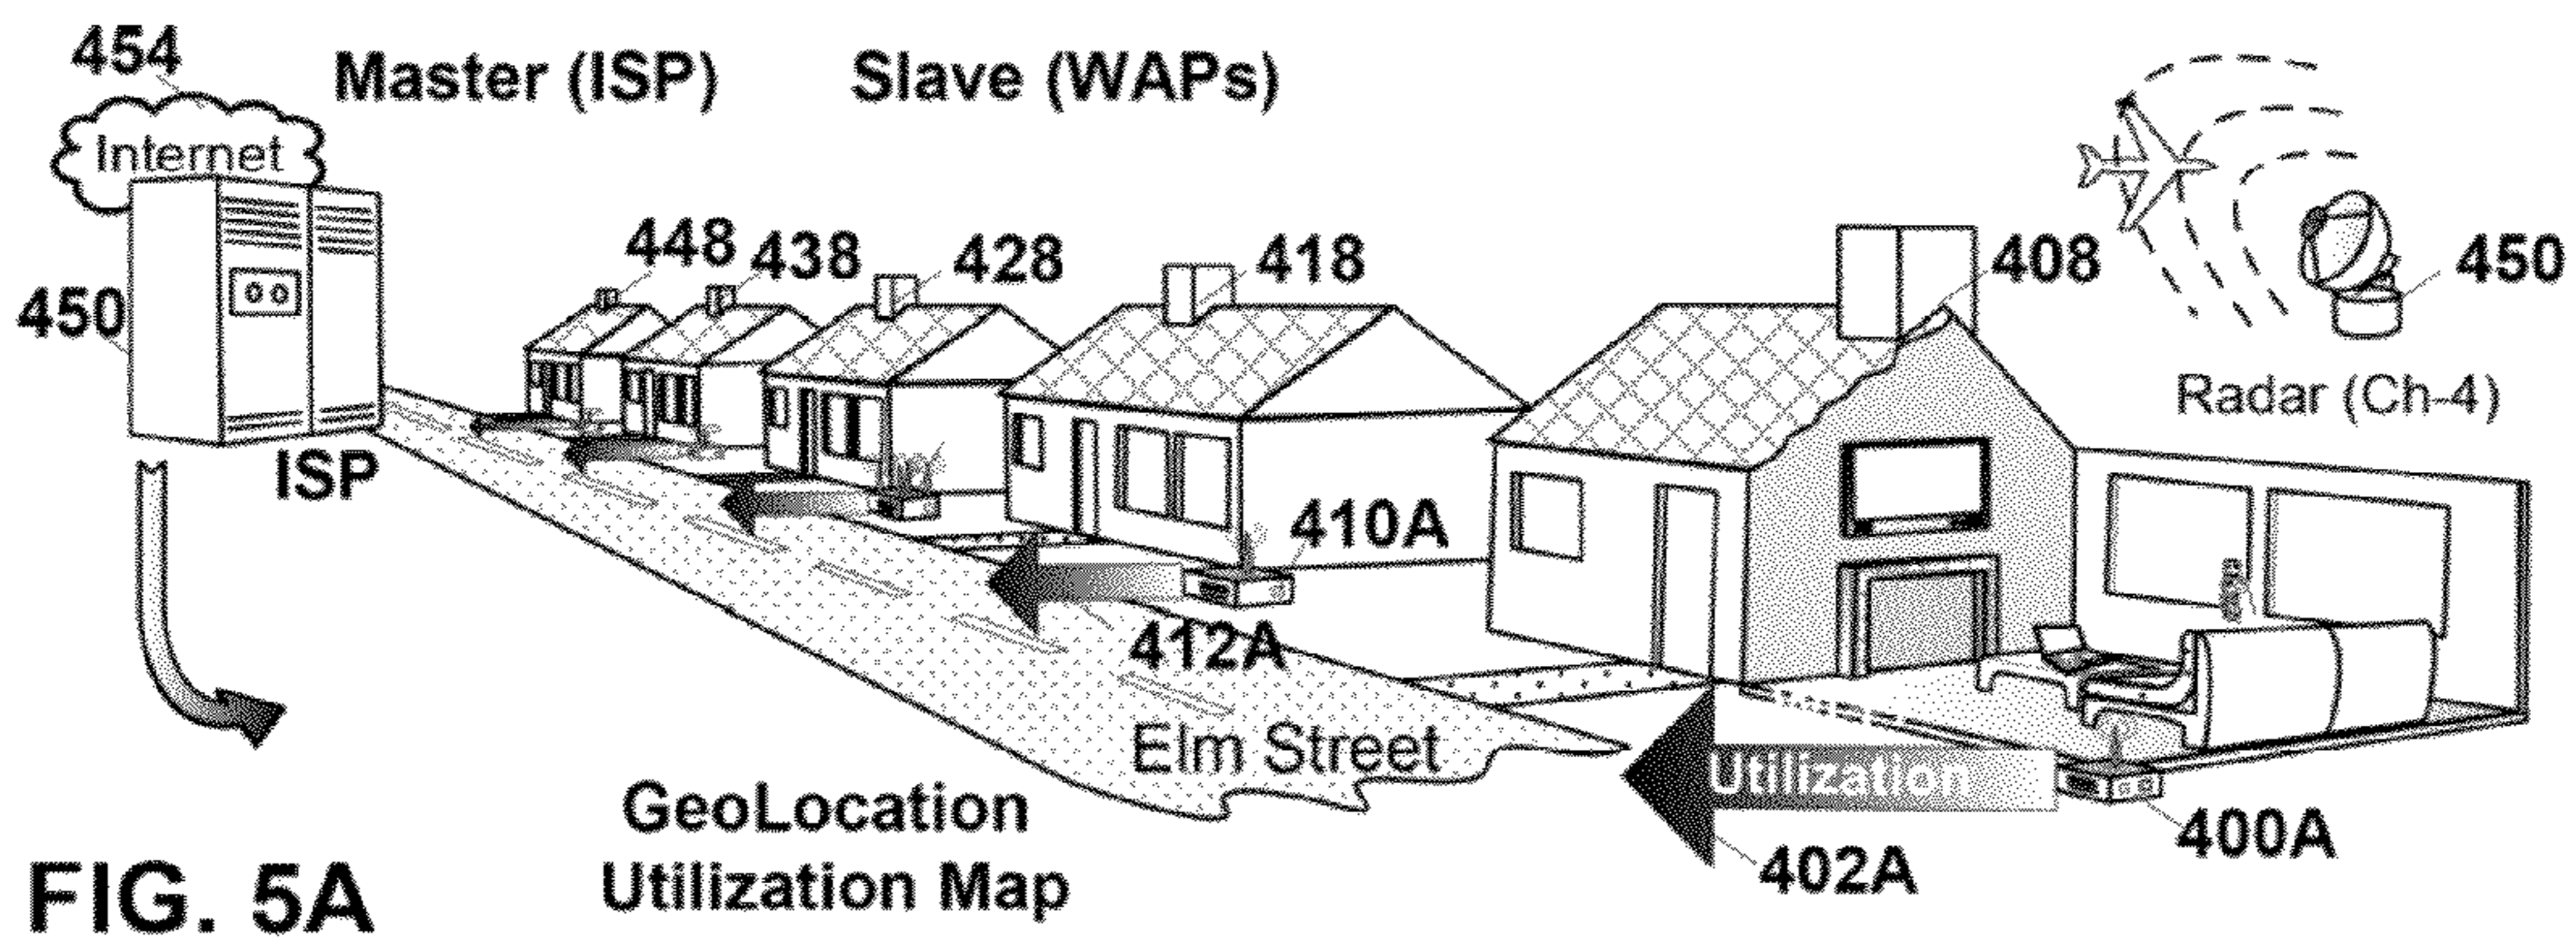 454
Master (ISP)
Slave (WAPs)
Internet
448
438
428
418
408
450
450
Radar (Ch-4)
ISP
410A
412A
Elm Street
Utilization
GeoLocation
Utilization Map
400A
402A
FIG. 5A